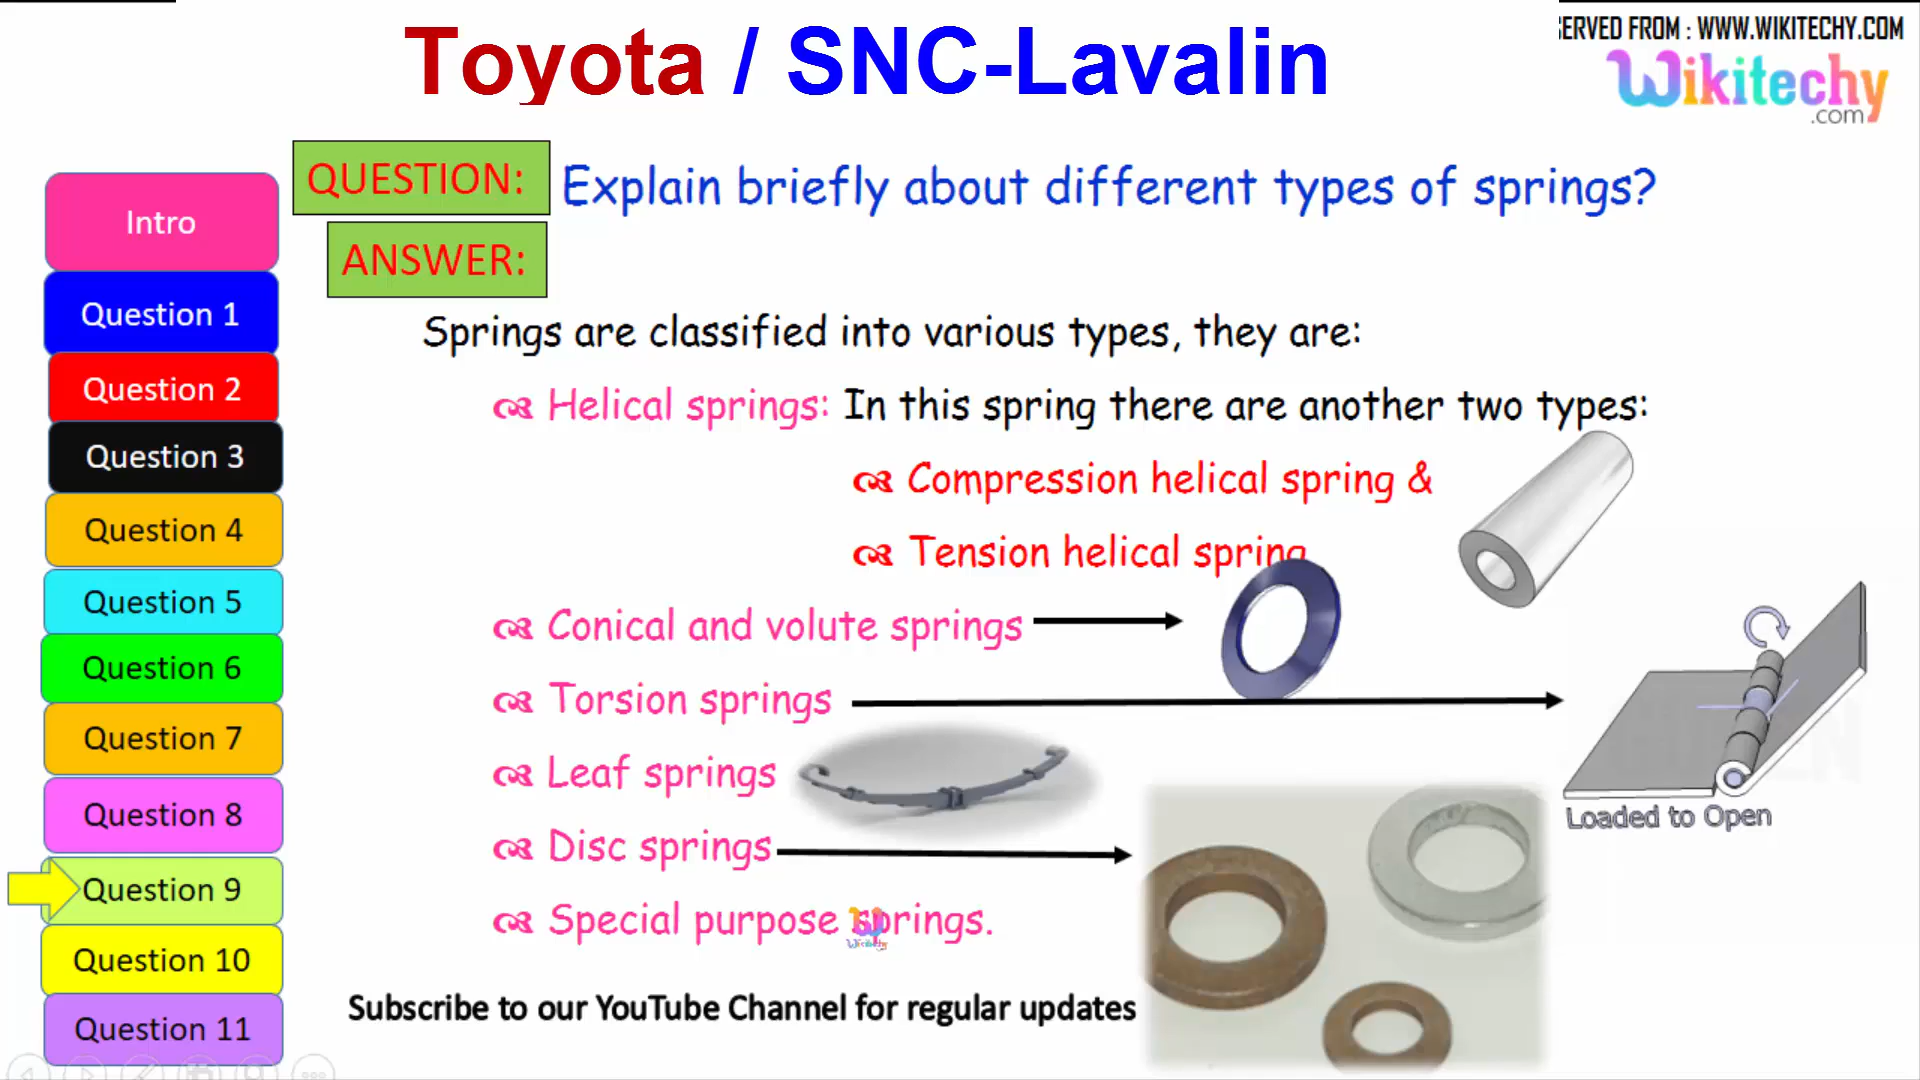 Toyota / SNC-Lavalin
SERVED FROM : WWW.WIKITECHY.COM
Wikitechy
.com
QUESTION: Explain briefly about different types of springs?
ANSWER:
Intro
Question 1
Question 2
Question 3
Question 4
Question 5
Question 6
Question 7
Question 8
Question 9
Question 10
Question 11
Springs are classified into various types, they are:
Helical springs: In this spring there are another two types:
Compression helical spring &
Tension helical spring
Conical and volute springs
Torsion springs
Leaf springs
Disc springs
Special purpose springs.
Wikitechy
Loaded to Open
Subscribe to our YouTube Channel for regular updates